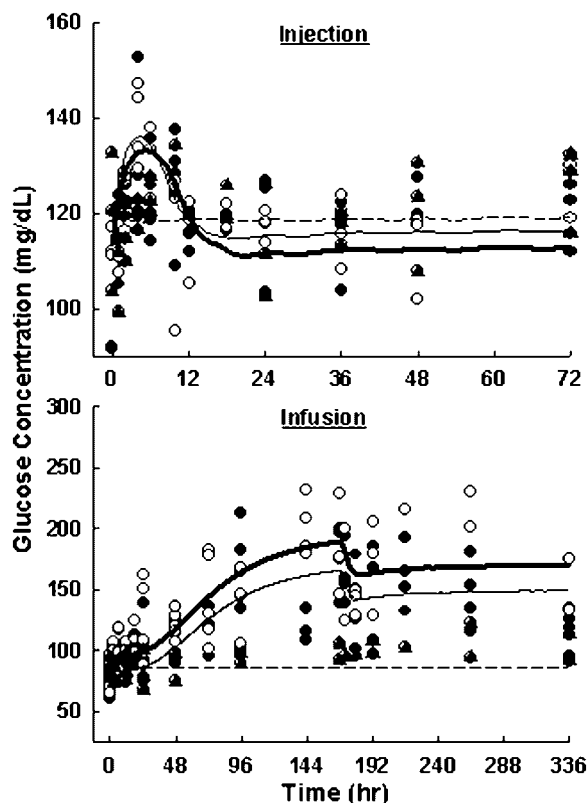 Injection
160
140
120
100
0 12 24 36 48 60 72
Glucose Concentration (mg/dL)
Infusion
300
250
200
150
100
50
0 48 96 144 192 240 288 336
Time (hr)